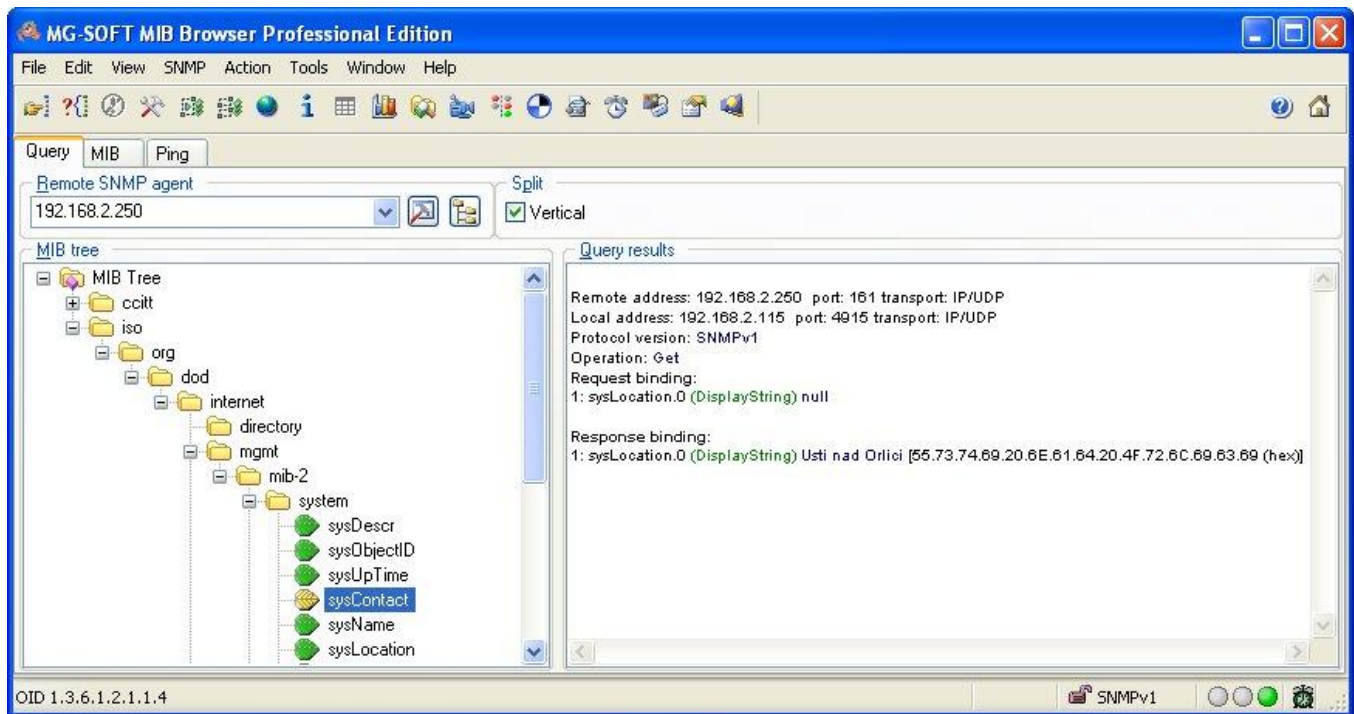 MG-SOFT MIB Browser Professional Edition
File Edit View SNMP Action Tools Window Help
Query MIB Ping
Remote SNMP agent
192.168.2.250
Split
Vertical
MIB tree
MIB Tree
ccitt
iso
org
dod
internet
directory
mgmt
mib-2
system
sysDescr
sysObjectID
sysUpTime
sysContact
sysName
sysLocation
Query results
Remote address: 192.168.2.250 port: 161 transport: IP/UDP
Local address: 192.168.2.115 port: 4915 transport: IP/UDP
Protocol version: SNMPv1
Operation: Get
Request binding:
1: sysLocation.0 (DisplayString) null
Response binding:
1: sysLocation.0 (DisplayString) Usti nad Orlici [55.73.74.69.20.6E.61.64.20.4F.72.6C.69.63.69 (hex)]
OID 1.3.6.1.2.1.1.4
SNMPv1